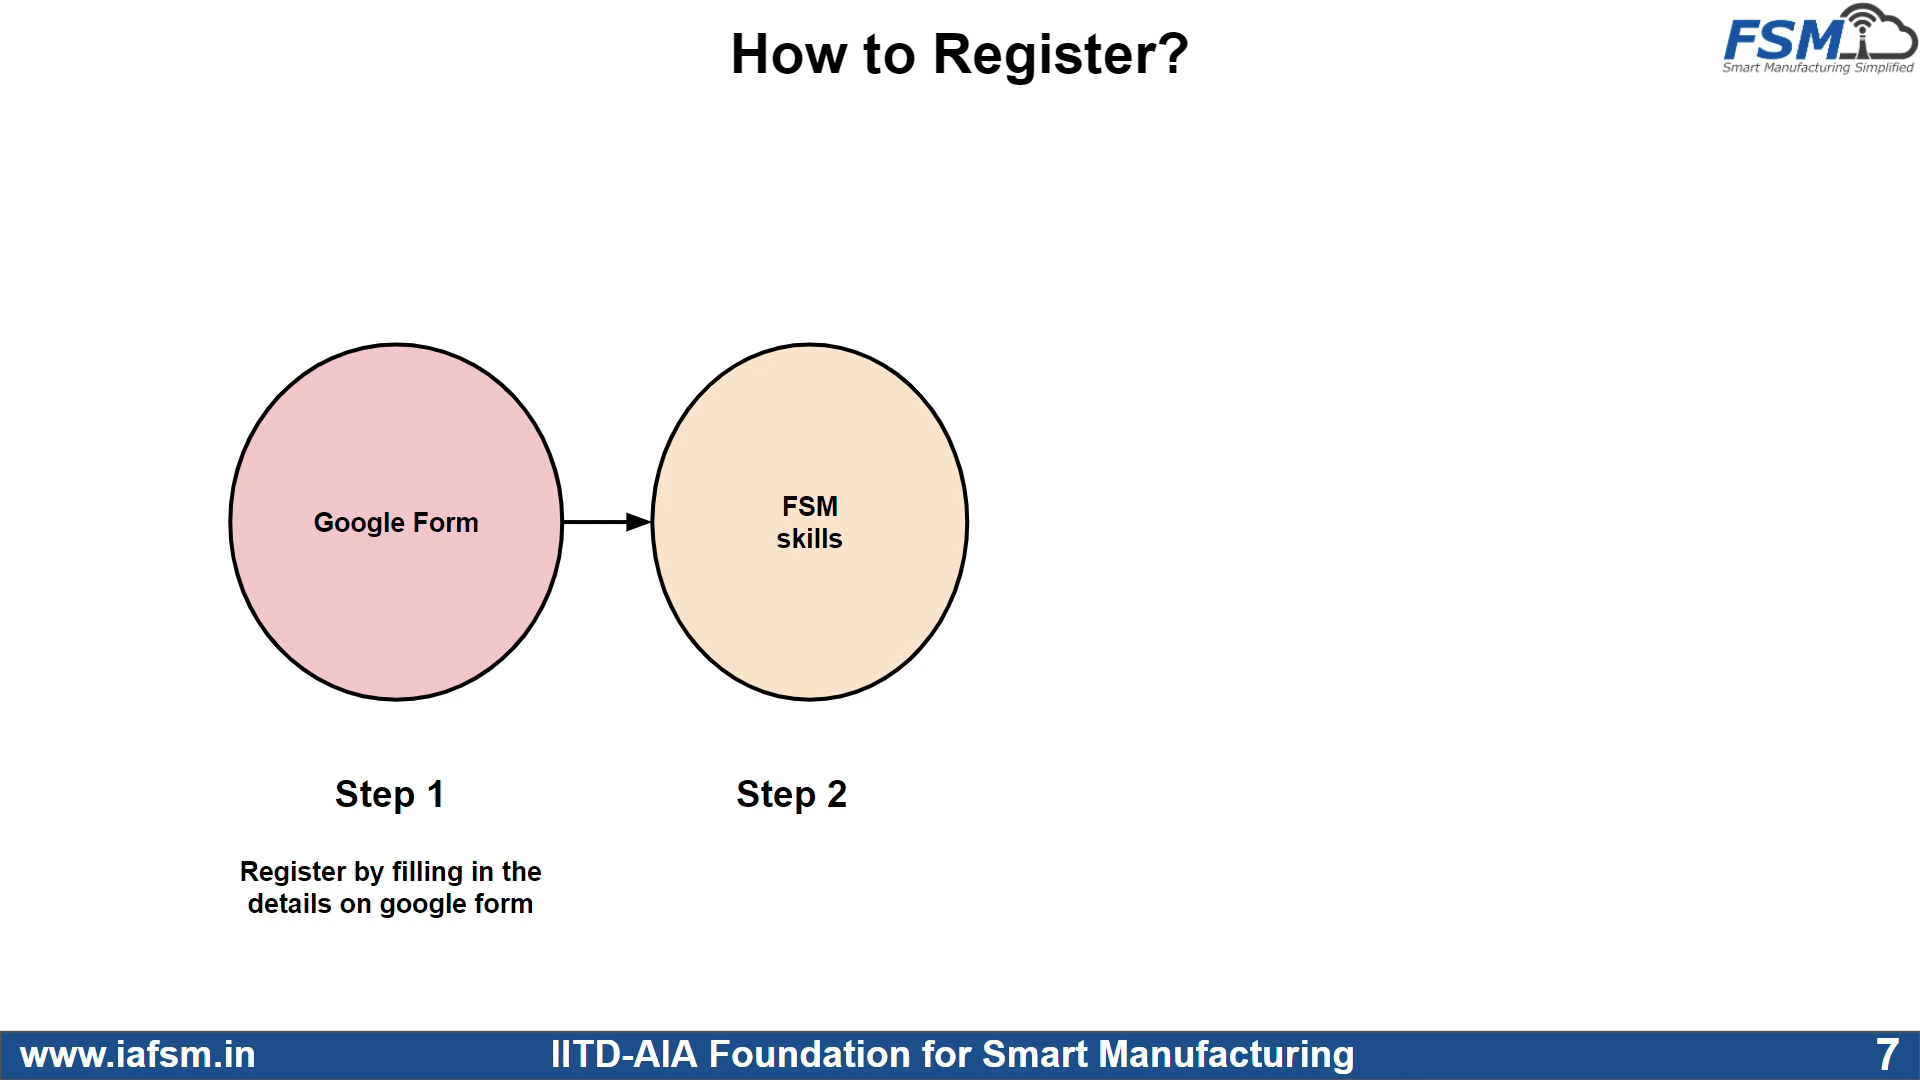 How to Register?
FSM
Smart Manufacturing Simplified
Google Form
FSM
skills
Step 1
Step 2
Register by filling in the
details on google form
www.iafsm.in
IITD-AIA Foundation for Smart Manufacturing
7